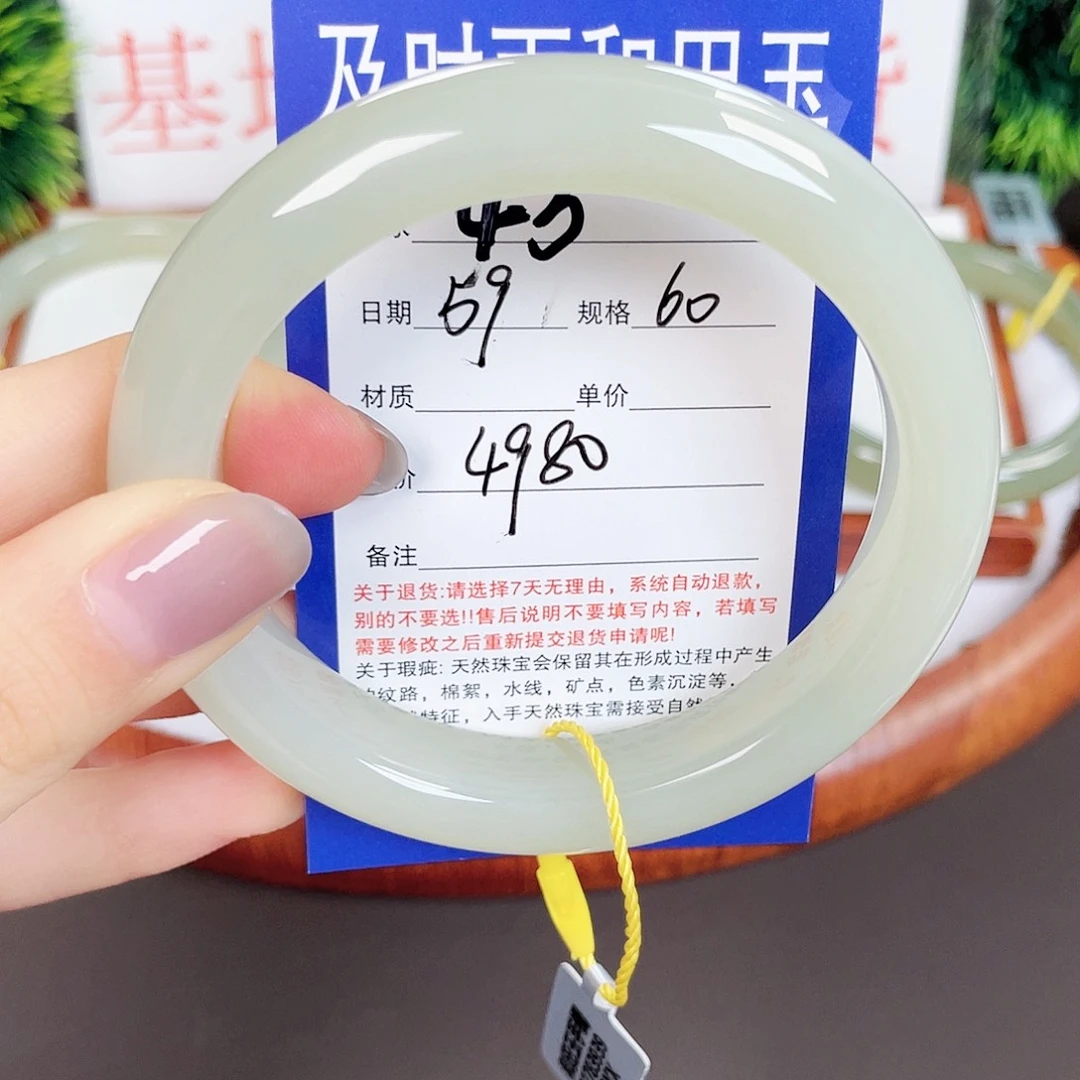 及时雨和田玉
基
货
45
日期 59 规格 60
材质 单价
价 4980
备注
关于退货:请选择7天无理由，系统自动退款，
别的不要选!!售后说明不要填写内容，若填写
需要修改之后重新提交退货申请呢!
关于瑕疵: 天然珠宝会保留其在形成过程中产生
纹路，棉絮，水线，矿点，色素沉淀等，
特征，入手天然珠宝需接受自然